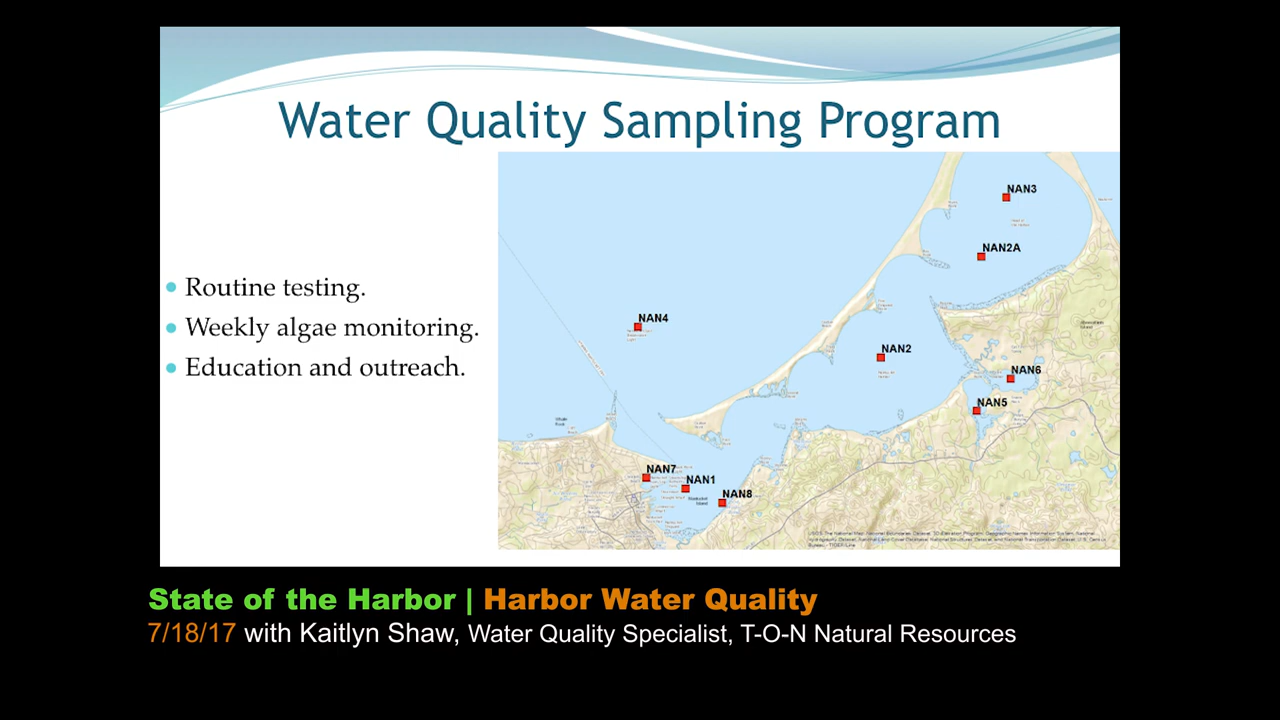 Water Quality Sampling Program
• Routine testing.
• Weekly algae monitoring.
• Education and outreach.
NAN3
NAN2A
NAN4
NAN2
NAN6
NAN5
NAN7
NAN1
NAN8
State of the Harbor | Harbor Water Quality
7/18/17 with Kaitlyn Shaw, Water Quality Specialist, T-O-N Natural Resources